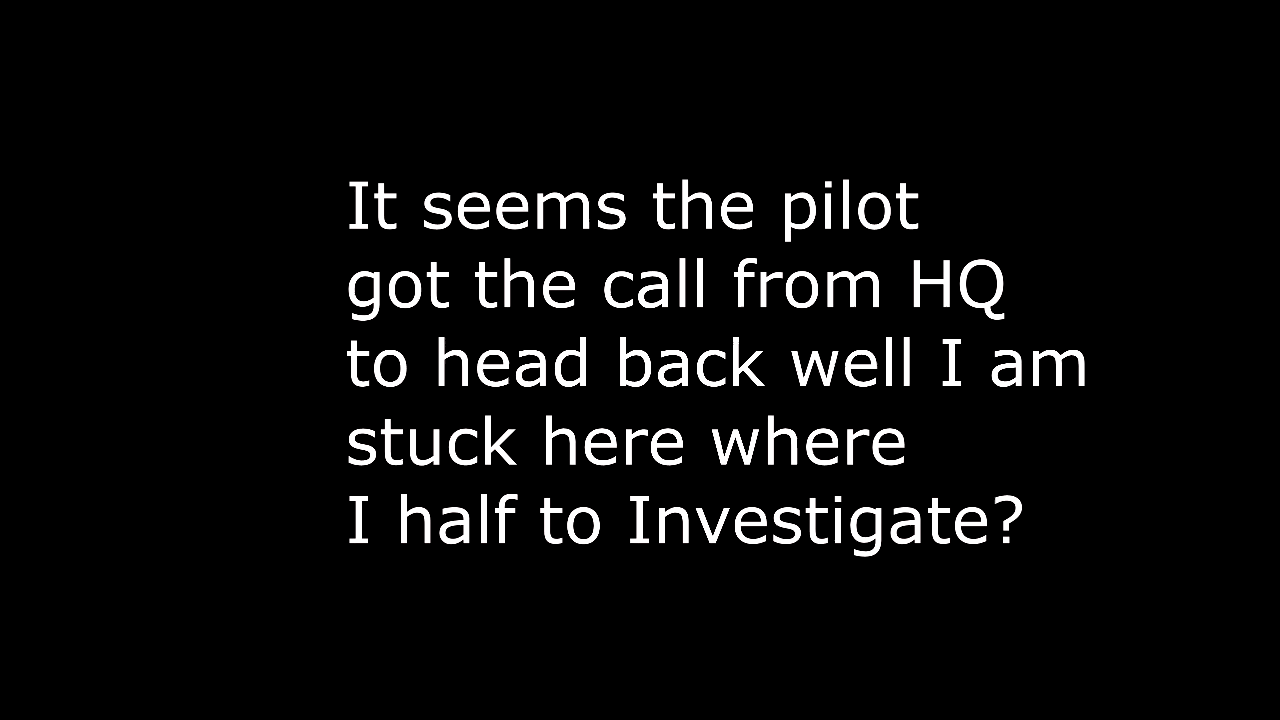 It seems the pilot
got the call from HQ
to head back well I am
stuck here where
I half to Investigate?